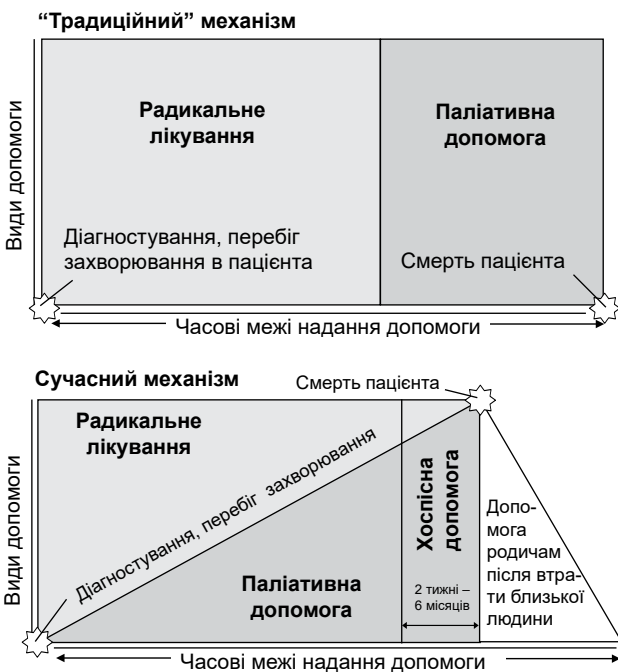 “Традиційний” механізм
Види допомоги
Радикальне
лікування
Паліативна
допомога
Діагностування, перебіг
захворювання в пацієнта
Смерть пацієнта
Часові межі надання допомоги
Сучасний механізм
Смерть пацієнта
Види допомоги
Радикальне
лікування
Діагностування, перебіг захворювання
Паліативна
допомога
Хоспісна
допомога
2 тижні –
6 місяців
Допо-
мога
родичам
після втра-
ти близької
людини
Часові межі надання допомоги